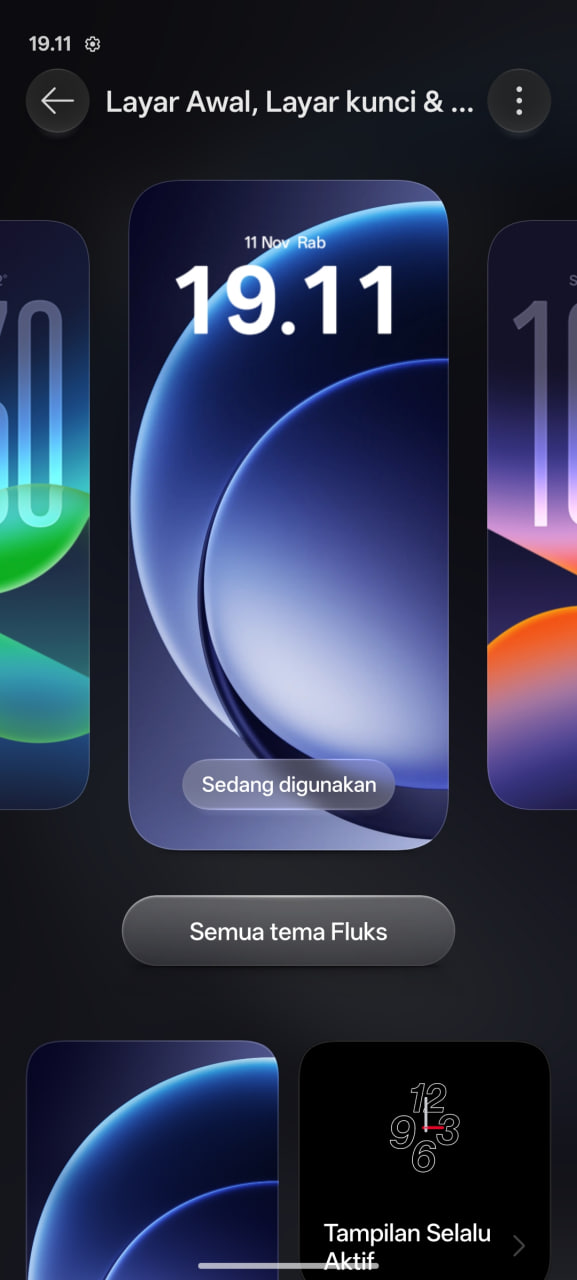 19.11
Layar Awal, Layar kunci & ...
11 Nov Rab
19.11
Sedang digunakan
Semua tema Fluks
12
9 3
6
Tampilan Selalu
Aktif